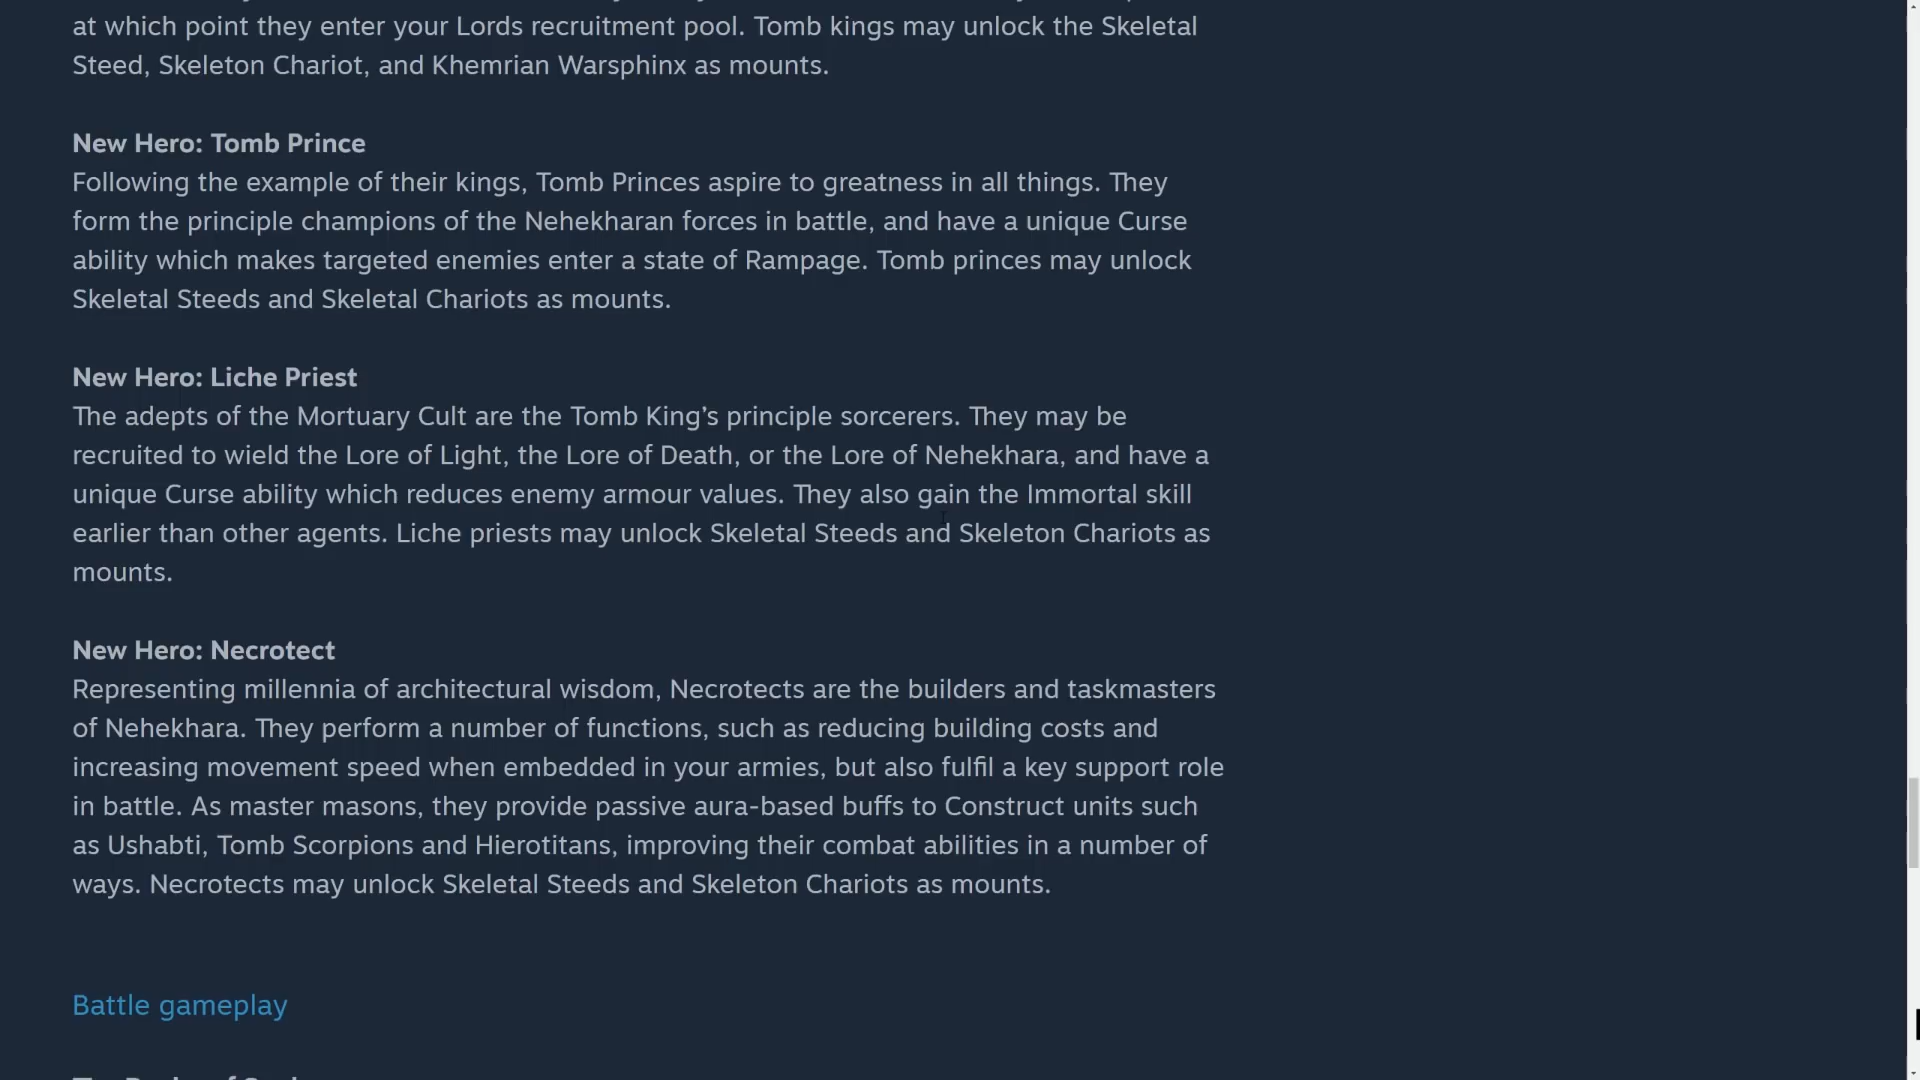 at which point they enter your Lords recruitment pool. Tomb kings may unlock the Skeletal
Steed, Skeleton Chariot, and Khemrian Warsphinx as mounts.
New Hero: Tomb Prince
Following the example of their kings, Tomb Princes aspire to greatness in all things. They
form the principle champions of the Nehekharan forces in battle, and have a unique Curse
ability which makes targeted enemies enter a state of Rampage. Tomb princes may unlock
Skeletal Steeds and Skeletal Chariots as mounts.
New Hero: Liche Priest
The adepts of the Mortuary Cult are the Tomb King’s principle sorcerers. They may be
recruited to wield the Lore of Light, the Lore of Death, or the Lore of Nehekhara, and have a
unique Curse ability which reduces enemy armour values. They also gain the Immortal skill
earlier than other agents. Liche priests may unlock Skeletal Steeds and Skeleton Chariots as
mounts.
New Hero: Necrotect
Representing millennia of architectural wisdom, Necrotects are the builders and taskmasters
of Nehekhara. They perform a number of functions, such as reducing building costs and
increasing movement speed when embedded in your armies, but also fulfil a key support role
in battle. As master masons, they provide passive aura-based buffs to Construct units such
as Ushabti, Tomb Scorpions and Hierotitans, improving their combat abilities in a number of
ways. Necrotects may unlock Skeletal Steeds and Skeleton Chariots as mounts.
Battle gameplay